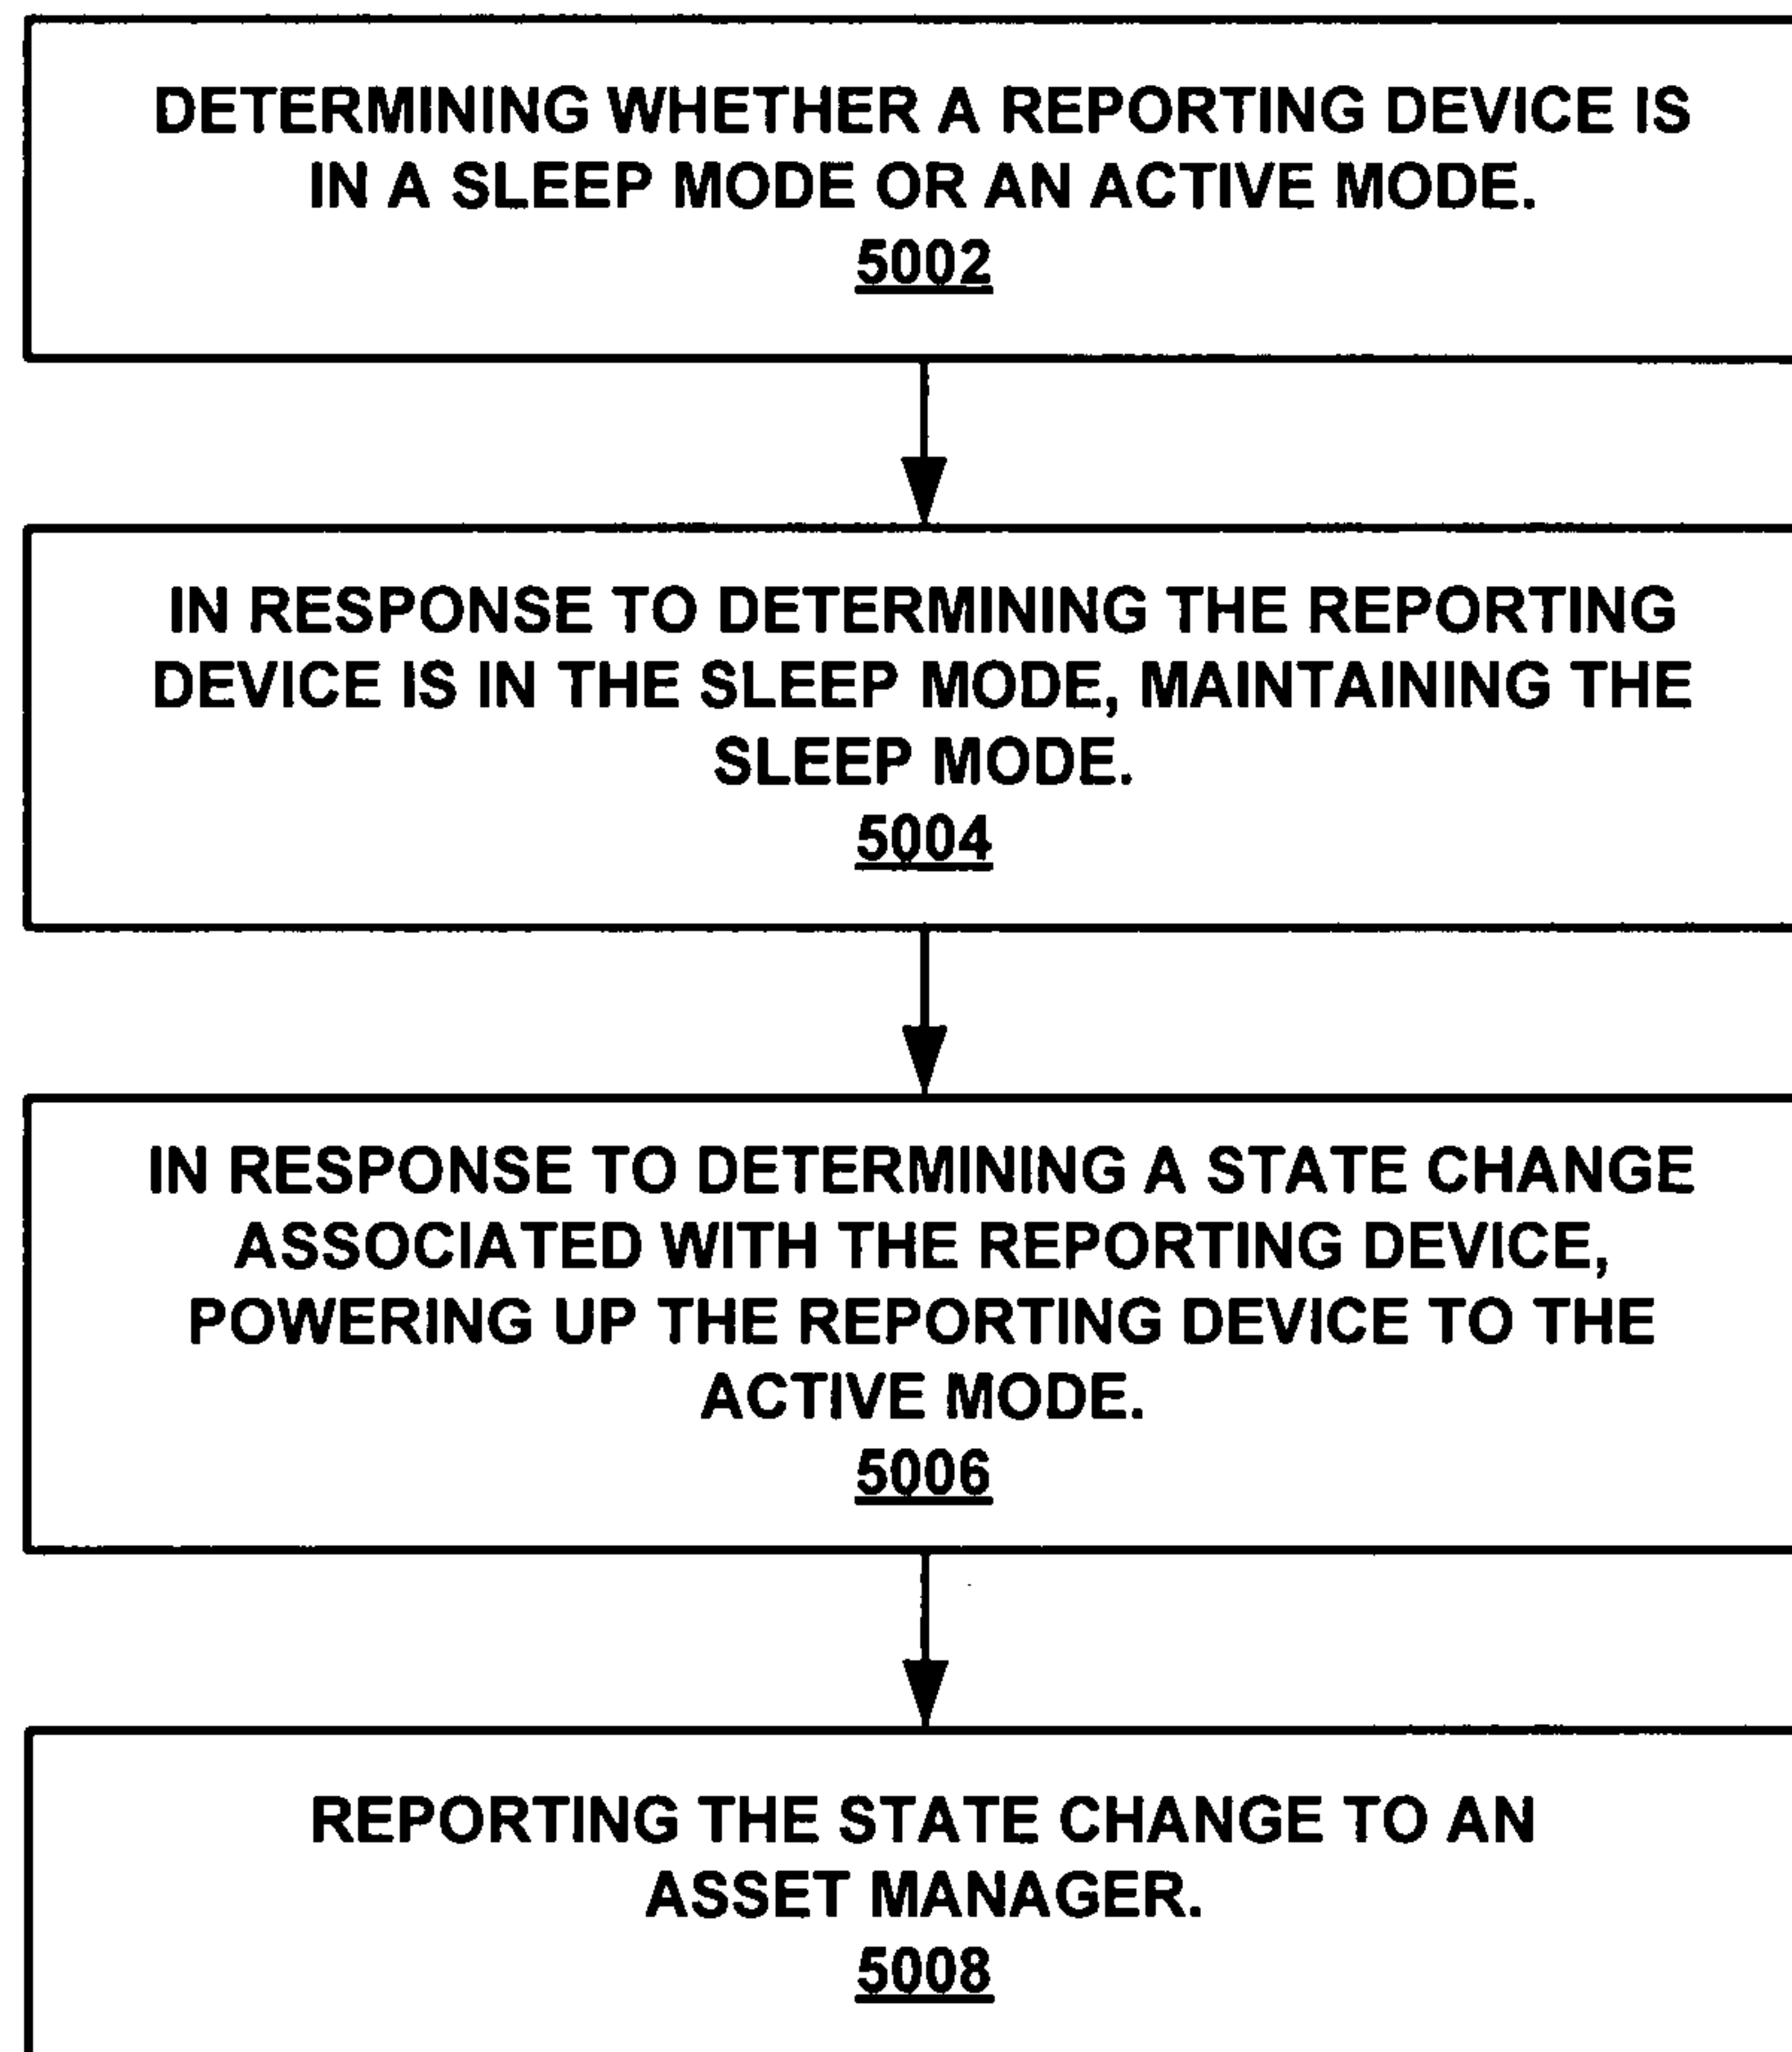 DETERMINING WHETHER A REPORTING DEVICE IS
IN A SLEEP MODE OR AN ACTIVE MODE.
5002
IN RESPONSE TO DETERMINING THE REPORTING
DEVICE IS IN THE SLEEP MODE, MAINTAINING THE
SLEEP MODE.
5004
IN RESPONSE TO DETERMINING A STATE CHANGE
ASSOCIATED WITH THE REPORTING DEVICE,
POWERING UP THE REPORTING DEVICE TO THE
ACTIVE MODE.
5006
REPORTING THE STATE CHANGE TO AN
ASSET MANAGER.
5008